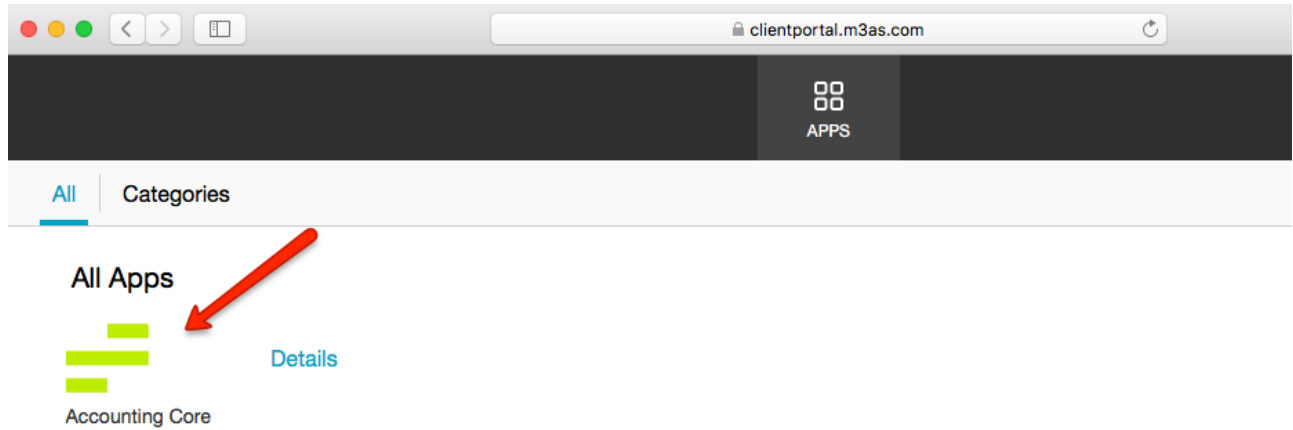 clientportal.m3as.com
APPS
All
Categories
All Apps
Details
Accounting Core